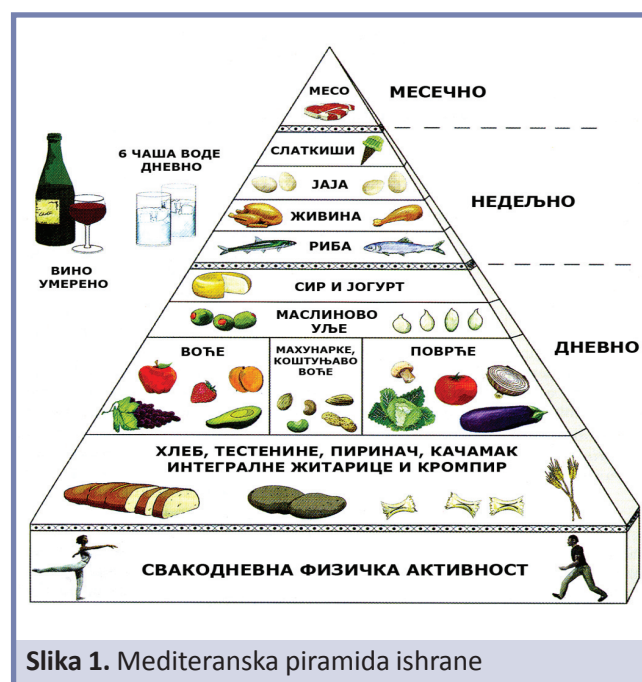 МЕСО
МЕСЕЧНО
СЛАТКИШИ
6 ЧАША ВОДЕ
ДНЕВНО
ЈАЈА
НЕДЕЉНО
ЖИВИНА
РИБА
ВИНО
УМЕРЕНО
СИР И ЈОГУРТ
МАСЛИНОВО
УЉЕ
ВОЋЕ
МАХУНАРКЕ,
КОШТУЊАВО
ВОЋЕ
ПОВРЋЕ
ДНЕВНО
ХЛЕБ, ТЕСТЕНИНЕ, ПИРИНАЧ, КАЧАМАК
ИНТЕГРАЛНЕ ЖИТАРИЦЕ И КРОМПИР
СВАКОДНЕВНА ФИЗИЧКА АКТИВНОСТ
Slika 1. Mediteranska piramida ishrane